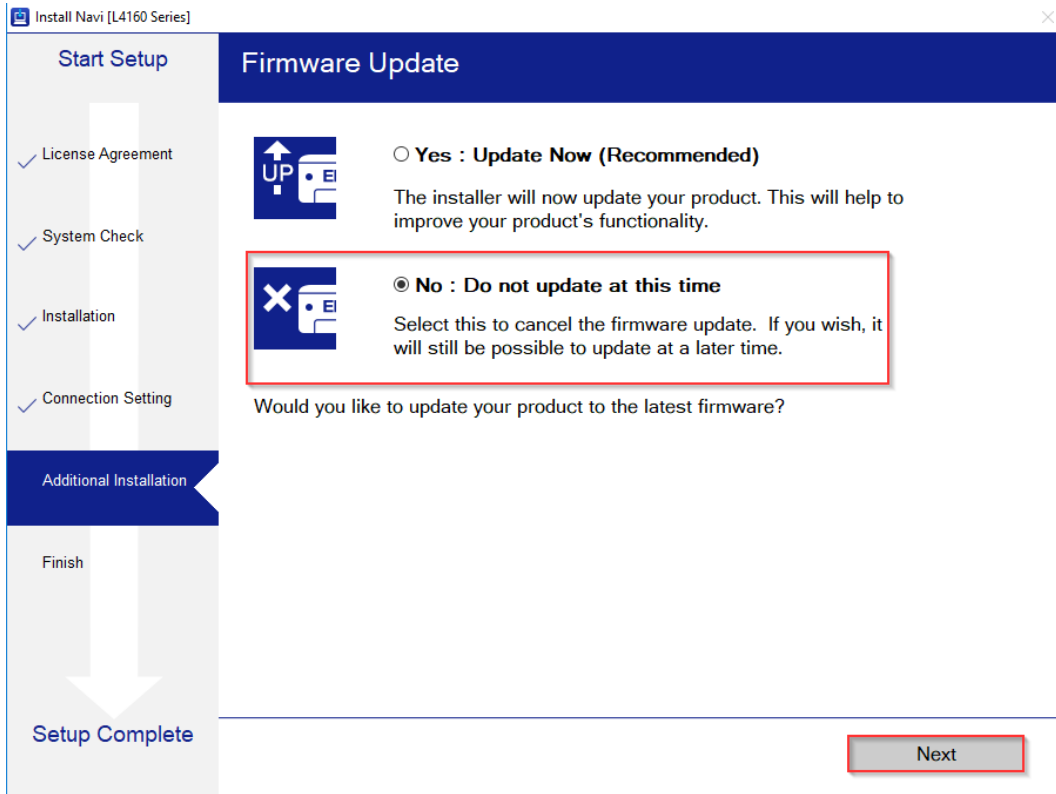 Install Navi [L4160 Series]
Start Setup
Firmware Update
License Agreement
System Check
Installation
Connection Setting
Additional Installation
Finish
Setup Complete
UP
Yes : Update Now (Recommended)
The installer will now update your product. This will help to
improve your product's functionality.
No : Do not update at this time
Select this to cancel the firmware update.  If you wish, it
will still be possible to update at a later time.
Would you like to update your product to the latest firmware?
Next